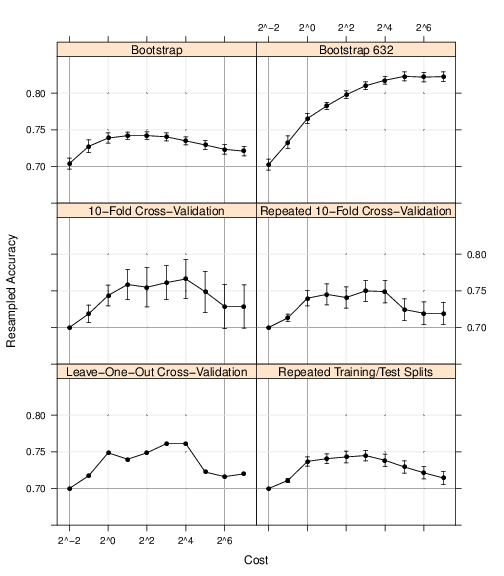 2^−2 2^0 2^2 2^4 2^6
Bootstrap Bootstrap 632
0.80
0.75
0.70
10−Fold Cross−Validation Repeated 10−Fold Cross−Validation
0.80
0.75
0.70
Leave−One−Out Cross−Validation Repeated Training/Test Splits
0.80
0.75
0.70
2^−2 2^0 2^2 2^4 2^6
Cost
Resampled Accuracy